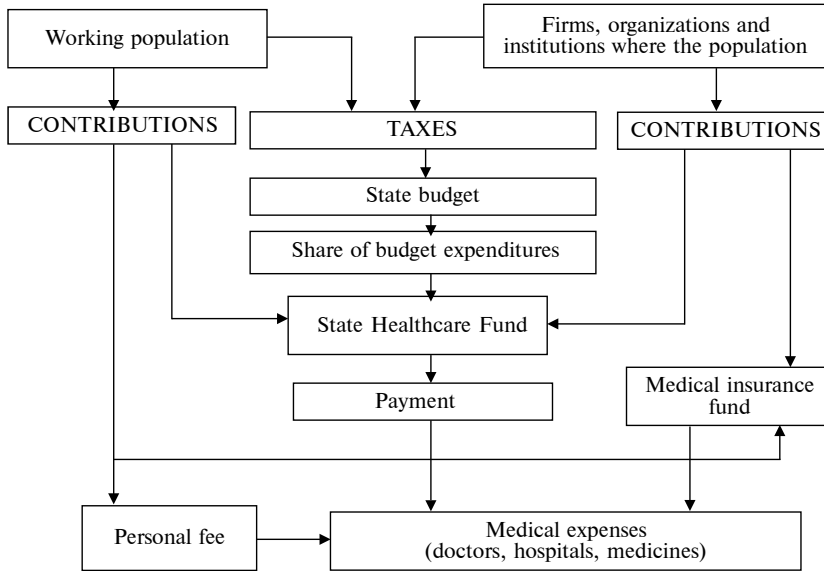 Working population
Firms, organizations and
institutions where the population
CONTRIBUTIONS
TAXES
CONTRIBUTIONS
State budget
Share of budget expenditures
State Healthcare Fund
Medical insurance
fund
Payment
Personal fee
Medical expenses
(doctors, hospitals, medicines)